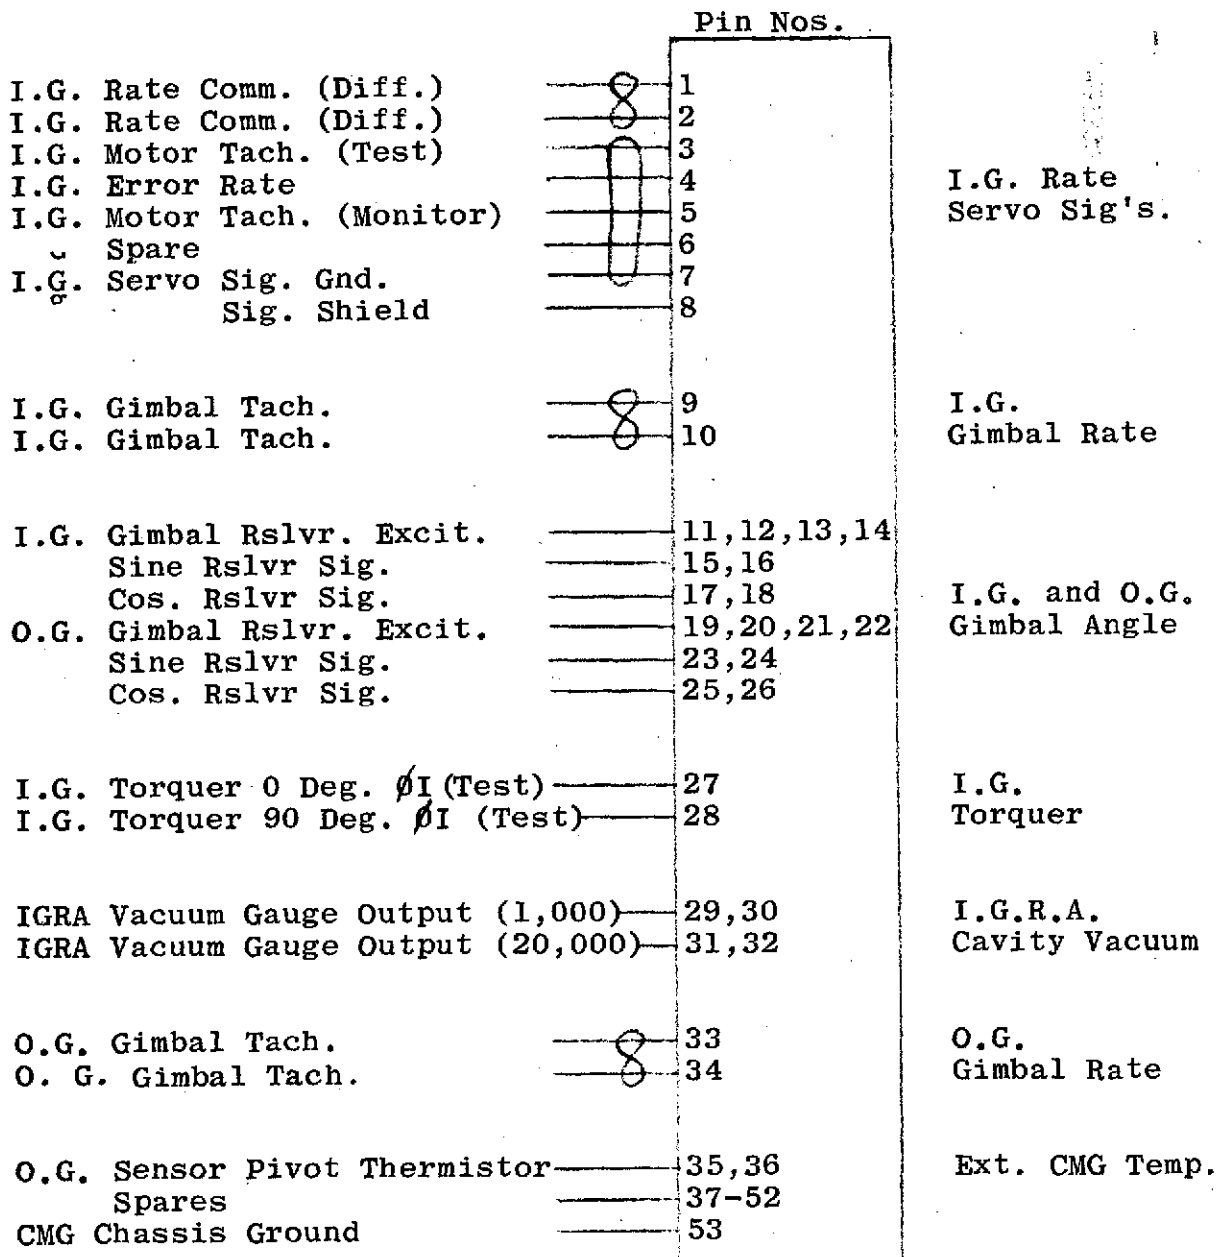 Pin Nos.
I.G. Rate Comm. (Diff.) 1
I.G. Rate Comm. (Diff.) 2
I.G. Motor Tach. (Test) 3
I.G. Error Rate 4 I.G. Rate
I.G. Motor Tach. (Monitor) 5 Servo Sig's.
Spare 6
I.G. Servo Sig. Gnd. 7
Sig. Shield 8
I.G. Gimbal Tach. 9 I.G.
I.G. Gimbal Tach. 10 Gimbal Rate
I.G. Gimbal Rslvr. Excit. 11,12,13,14
Sine Rslvr Sig. 15,16
Cos. Rslvr Sig. 17,18 I.G. and O.G.
O.G. Gimbal Rslvr. Excit. 19,20,21,22 Gimbal Angle
Sine Rslvr Sig. 23,24
Cos. Rslvr Sig. 25,26
I.G. Torquer 0 Deg. ØI (Test) 27 I.G.
I.G. Torquer 90 Deg. ØI (Test) 28 Torquer
IGRA Vacuum Gauge Output (1,000) 29,30 I.G.R.A.
IGRA Vacuum Gauge Output (20,000) 31,32 Cavity Vacuum
O.G. Gimbal Tach. 33 O.G.
O. G. Gimbal Tach. 34 Gimbal Rate
O.G. Sensor Pivot Thermistor 35,36 Ext. CMG Temp.
Spares 37-52
CMG Chassis Ground 53